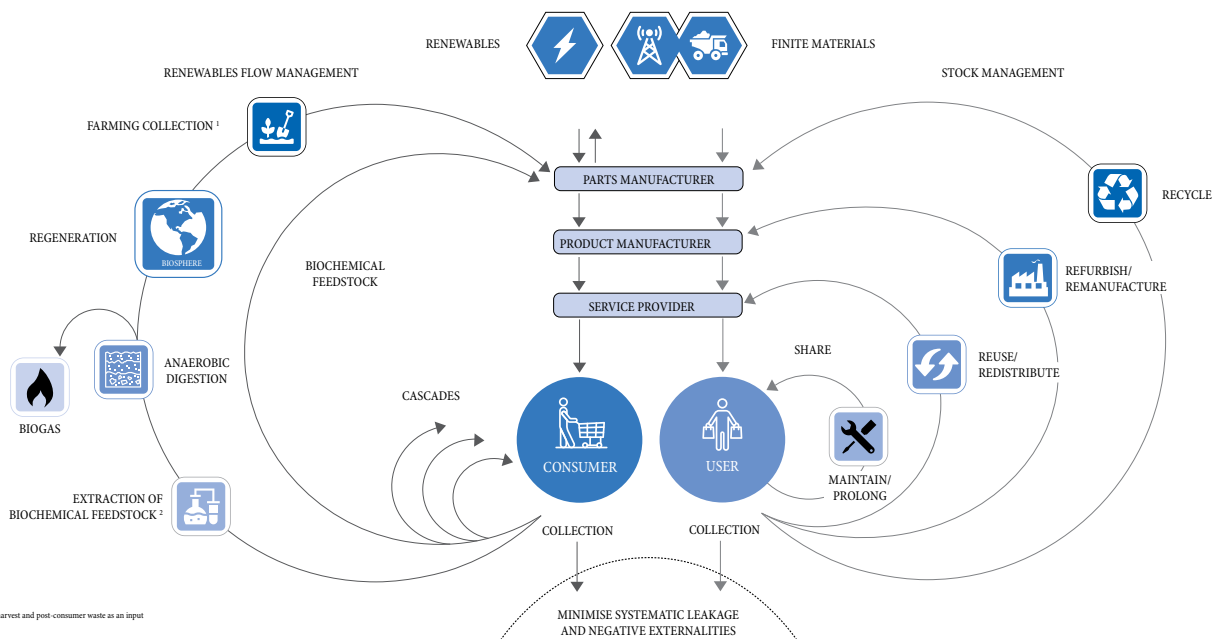 RENEWABLES
FINITE MATERIALS
RENEWABLES FLOW MANAGEMENT
STOCK MANAGEMENT
FARMING COLLECTION ¹
PARTS MANUFACTURER
RECYCLE
REGENERATION
BIOSPHERE
PRODUCT MANUFACTURER
BIOCHEMICAL
FEEDSTOCK
REFURBISH/
REMANUFACTURE
SERVICE PROVIDER
ANAEROBIC
DIGESTION
SHARE
REUSE/
REDISTRIBUTE
BIOGAS
CASCADES
CONSUMER
USER
MAINTAIN/
PROLONG
EXTRACTION OF
BIOCHEMICAL FEEDSTOCK ²
COLLECTION
COLLECTION
MINIMISE SYSTEMATIC LEAKAGE
AND NEGATIVE EXTERNALITIES
and post-consumer waste as an input